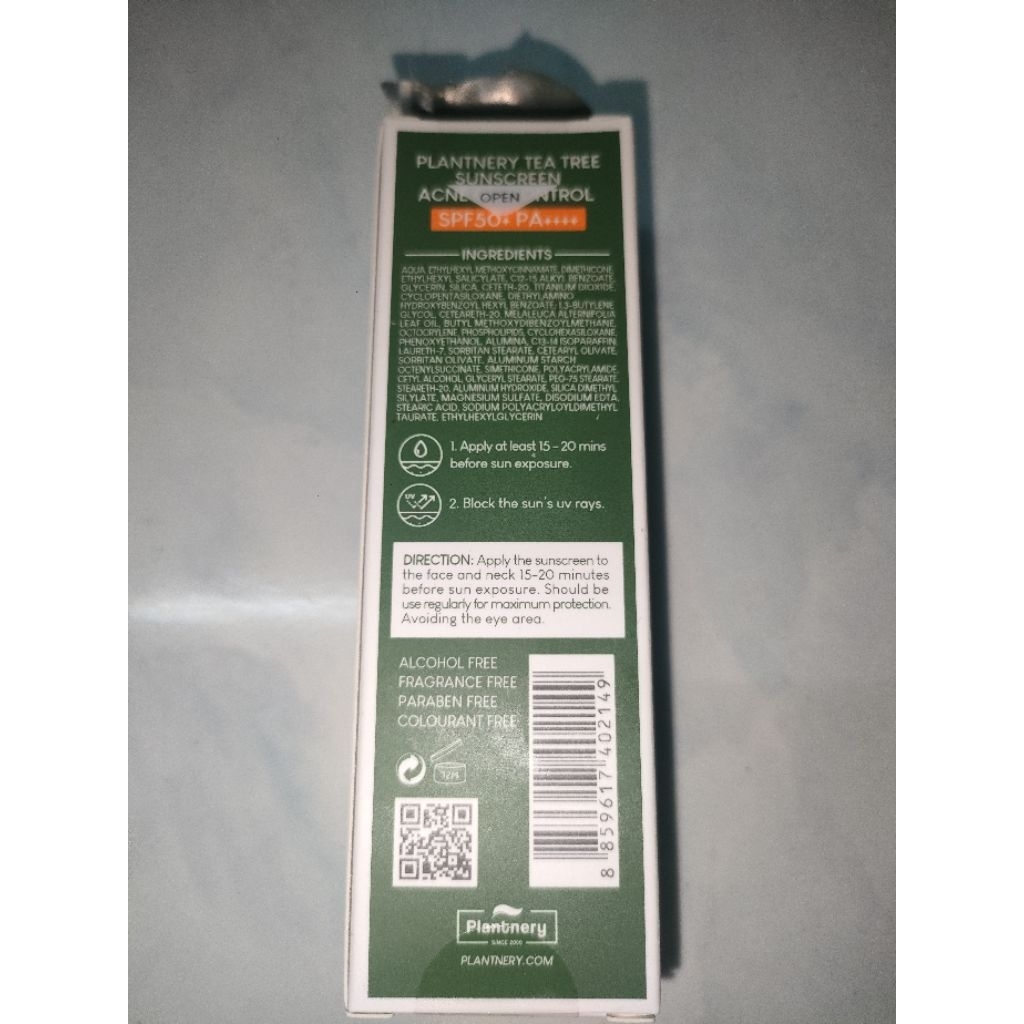 PLANTNERY TEA TREE
SUNSCREEN
ACNE NTROL
OPEN
SPF50+ PA++++
INGREDIENTS
AQUA, ETHYLHEXYL METHOXYCINNAMATE, DIMETHICONE,
ETHYLHEXYL SALICYLATE, C12-15 ALKYL BENZOATE,
GLYCERIN, SILICA, CETETH-20, TITANIUM DIOXIDE,
CYCLOPENTASILOXANE, DIETHYLAMINO
HYDROXYBENZOYL HEXYL BENZOATE, 1,3-BUTYLENE
GLYCOL, CETEARETH-20, MELALEUCA ALTERNIFOLIA
LEAF OIL, BUTYL METHOXYDIBENZOYLMETHANE,
OCTOCRYLENE, PHOSPHOLIPIDS, CYCLOHEXASILOXANE,
PHENOXYETHANOL, ALUMINA, C13-14 ISOPARAFFIN,
LAURETH-7, SORBITAN STEARATE, CETEARYL OLIVATE,
SORBITAN OLIVATE, ALUMINUM STARCH
OCTENYLSUCCINATE, SIMETHICONE, POLYACRYLAMIDE,
CETYL ALCOHOL, GLYCERYL STEARATE, PEG-75 STEARATE,
STEARETH-20, ALUMINUM HYDROXIDE, SILICA DIMETHYL
SILYLATE, MAGNESIUM SULFATE, DISODIUM EDTA,
STEARIC ACID, SODIUM POLYACRYLOYLDIMETHYL
TAURATE, ETHYLHEXYLGLYCERIN
1. Apply at least 15 - 20 mins
before sun exposure.
UV
2. Block the sun's uv rays.
DIRECTION: Apply the sunscreen to
the face and neck 15-20 minutes
before sun exposure. Should be
use regularly for maximum protection.
Avoiding the eye area.
ALCOHOL FREE
FRAGRANCE FREE
PARABEN FREE
COLOURANT FREE
12M
8 859617 402149
Plantnery
SINCE 2000
PLANTNERY.COM